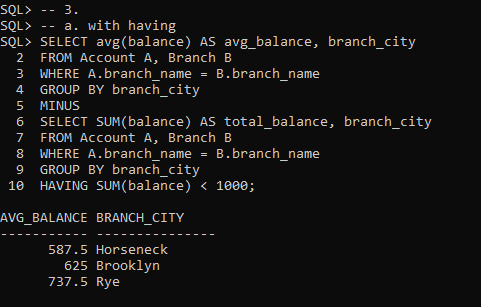 SQL> -- 3.
SQL> -- a. with having
SQL> SELECT avg(balance) AS avg_balance, branch_city
  2  FROM Account A, Branch B
  3  WHERE A.branch_name = B.branch_name
  4  GROUP BY branch_city
  5  MINUS
  6  SELECT SUM(balance) AS total_balance, branch_city
  7  FROM Account A, Branch B
  8  WHERE A.branch_name = B.branch_name
  9  GROUP BY branch_city
 10  HAVING SUM(balance) < 1000;
AVG_BALANCE BRANCH_CITY
----------- ---------------
      587.5 Horseneck
        625 Brooklyn
      737.5 Rye